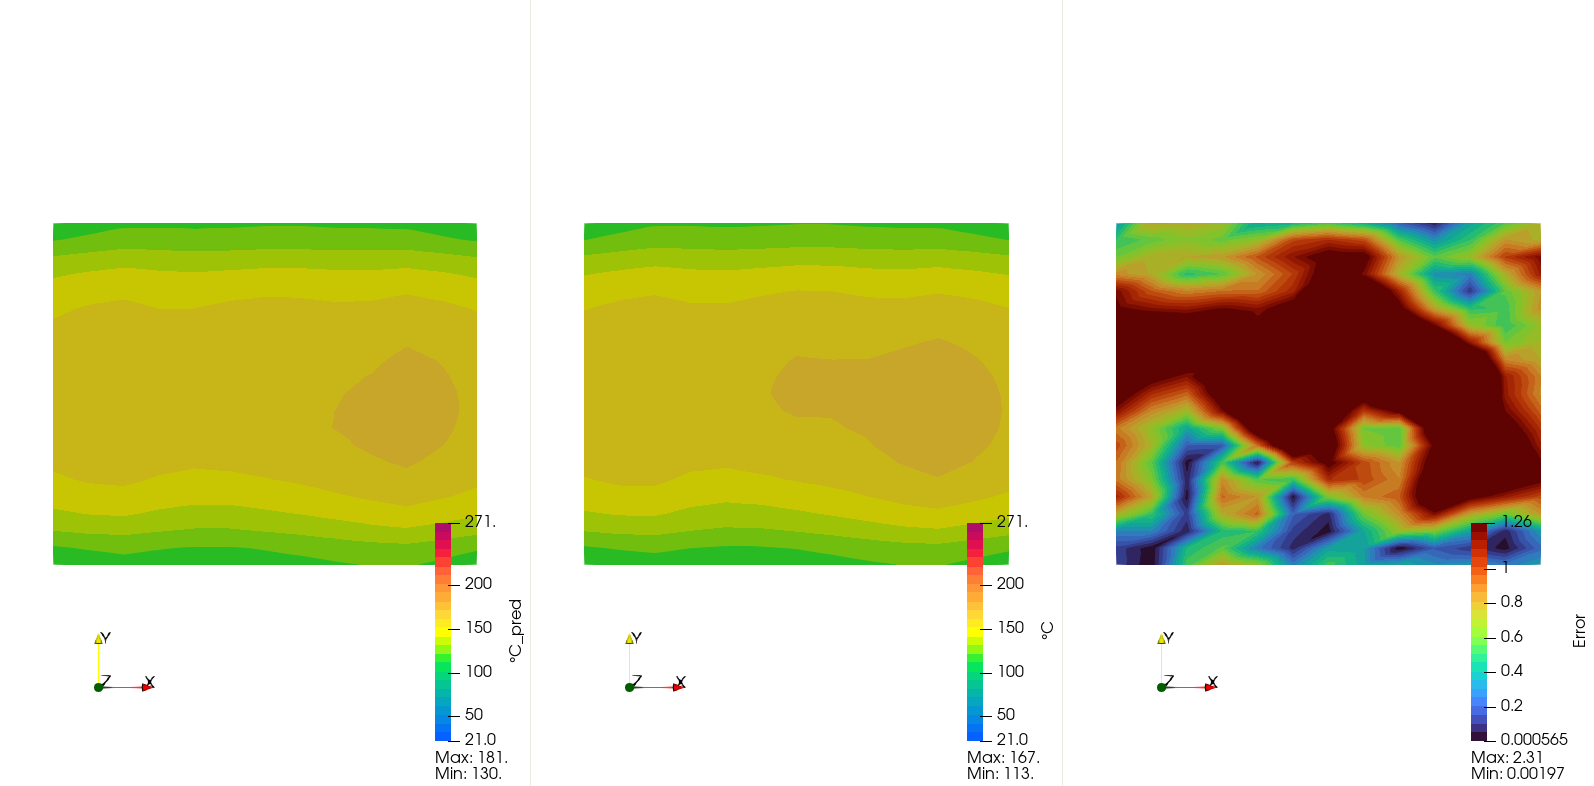 271.
200
150
100
50
21.0
°C_pred
Max: 181.
Min: 130.
Y
Z
X
271.
200
150
100
50
21.0
°C
Max: 167.
Min: 113.
Y
Z
X
1.26
1
0.8
0.6
0.4
0.2
0.000565
Error
Max: 2.31
Min: 0.00197
Y
Z
X